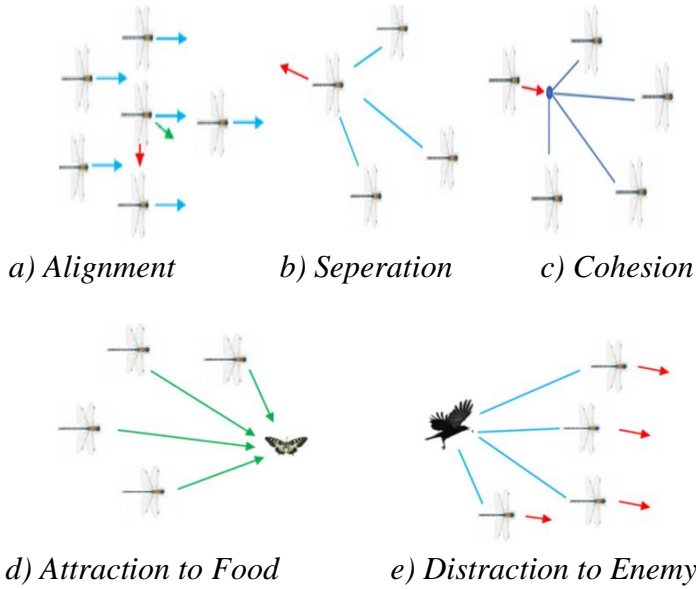 a) Alignment
b) Seperation
c) Cohesion
d) Attraction to Food
e) Distraction to Enemy